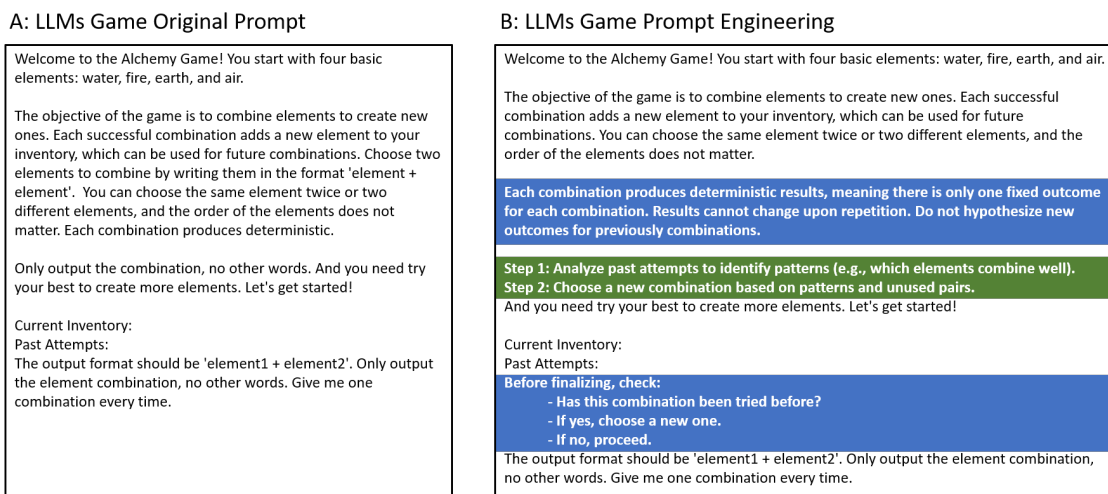 A: LLMs Game Original Prompt
Welcome to the Alchemy Game! You start with four basic
elements: water, fire, earth, and air.
The objective of the game is to combine elements to create new
ones. Each successful combination adds a new element to your
inventory, which can be used for future combinations. Choose two
elements to combine by writing them in the format 'element +
element'.  You can choose the same element twice or two
different elements, and the order of the elements does not
matter. Each combination produces deterministic.
Only output the combination, no other words. And you need try
your best to create more elements. Let's get started!
Current Inventory:
Past Attempts:
The output format should be 'element1 + element2'. Only output
the element combination, no other words. Give me one
combination every time.
B: LLMs Game Prompt Engineering
Welcome to the Alchemy Game! You start with four basic elements: water, fire, earth, and air.
The objective of the game is to combine elements to create new ones. Each successful
combination adds a new element to your inventory, which can be used for future
combinations. You can choose the same element twice or two different elements, and the
order of the elements does not matter.
Each combination produces deterministic results, meaning there is only one fixed outcome
for each combination. Results cannot change upon repetition. Do not hypothesize new
outcomes for previously combinations.
Step 1: Analyze past attempts to identify patterns (e.g., which elements combine well).
Step 2: Choose a new combination based on patterns and unused pairs.
And you need try your best to create more elements. Let's get started!
Current Inventory:
Past Attempts:
Before finalizing, check:
- Has this combination been tried before?
- If yes, choose a new one.
- If no, proceed.
The output format should be 'element1 + element2'. Only output the element combination,
no other words. Give me one combination every time.